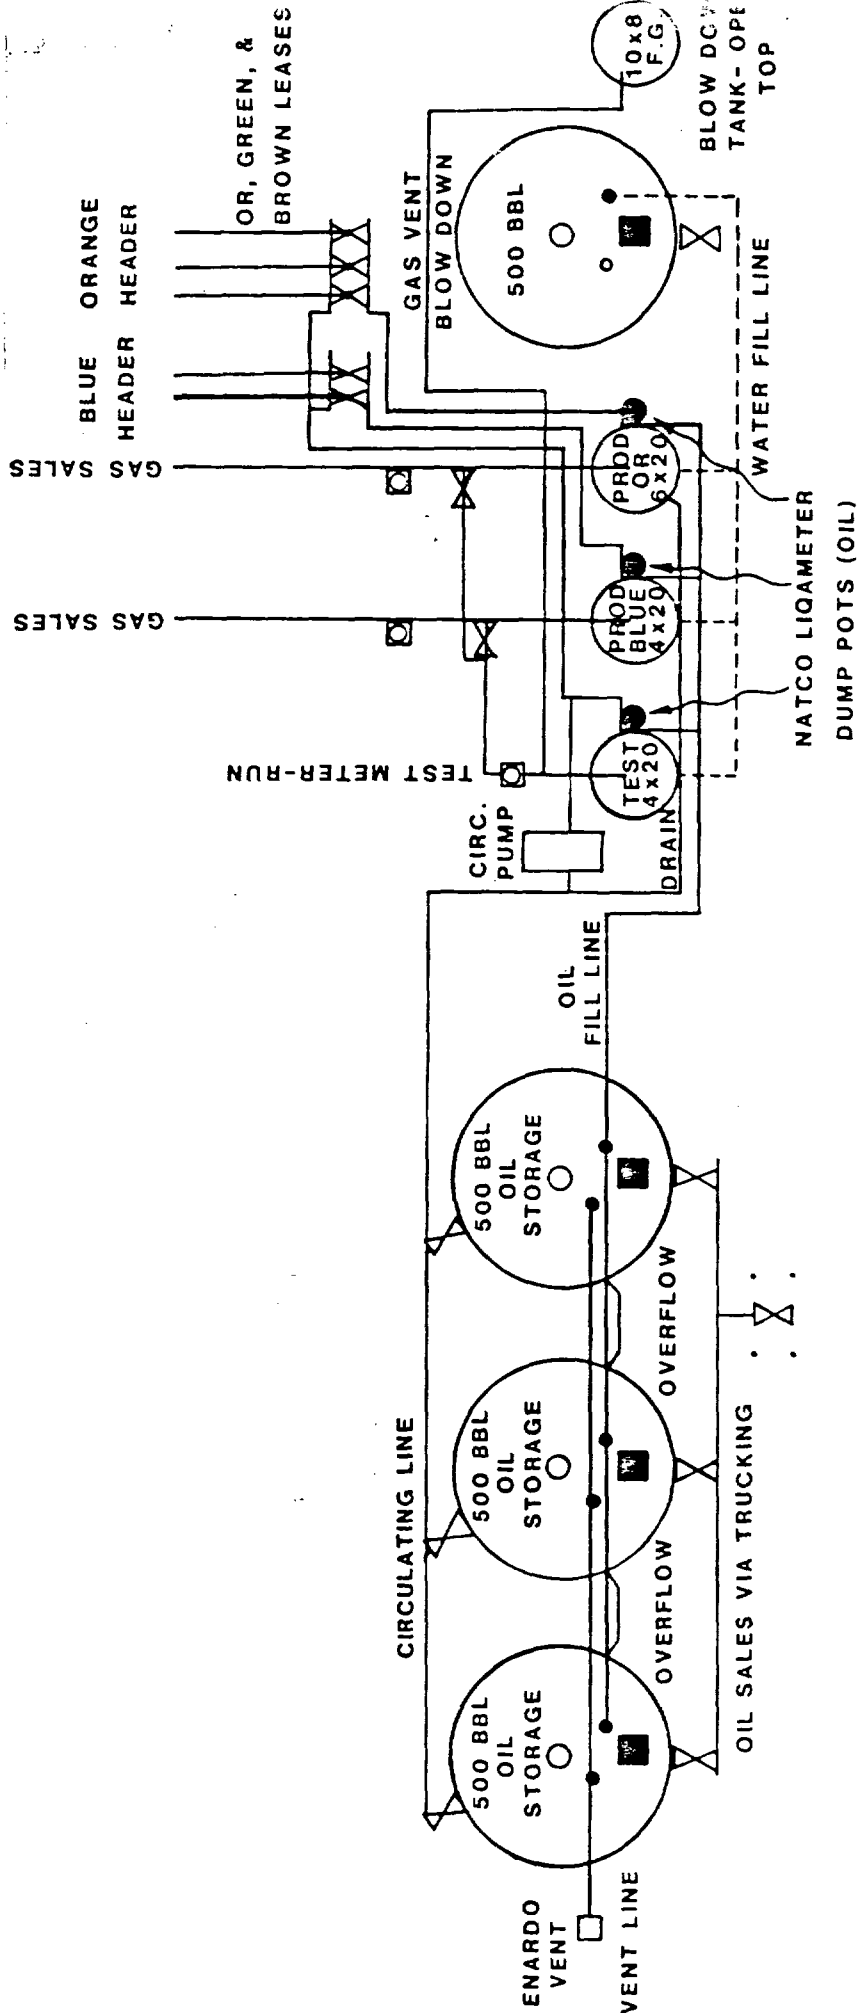 OR, GREEN, &
BROWN LEASES
ORANGE
HEADER
BLUE
HEADER
GAS SALES
GAS SALES
TEST METER-RUN
GAS VENT
BLOW DOWN
10x8
F.G.
TANK-
TOP
BLOW
500 BBL
WATER FILL LINE
PROD
OR
6x20
PROD
BLUE
4x20
TEST
4x20
NATCO LIQAMETER
DUMP POTS (OIL)
CIRC.
PUMP
DRAIN
OIL
FILL LINE
CIRCULATING LINE
500 BBL
OIL
STORAGE
500 BBL
OIL
STORAGE
500 BBL
OIL
STORAGE
OVERFLOW
OVERFLOW
OIL SALES VIA TRUCKING
ENARDO
VENT
VENT LINE